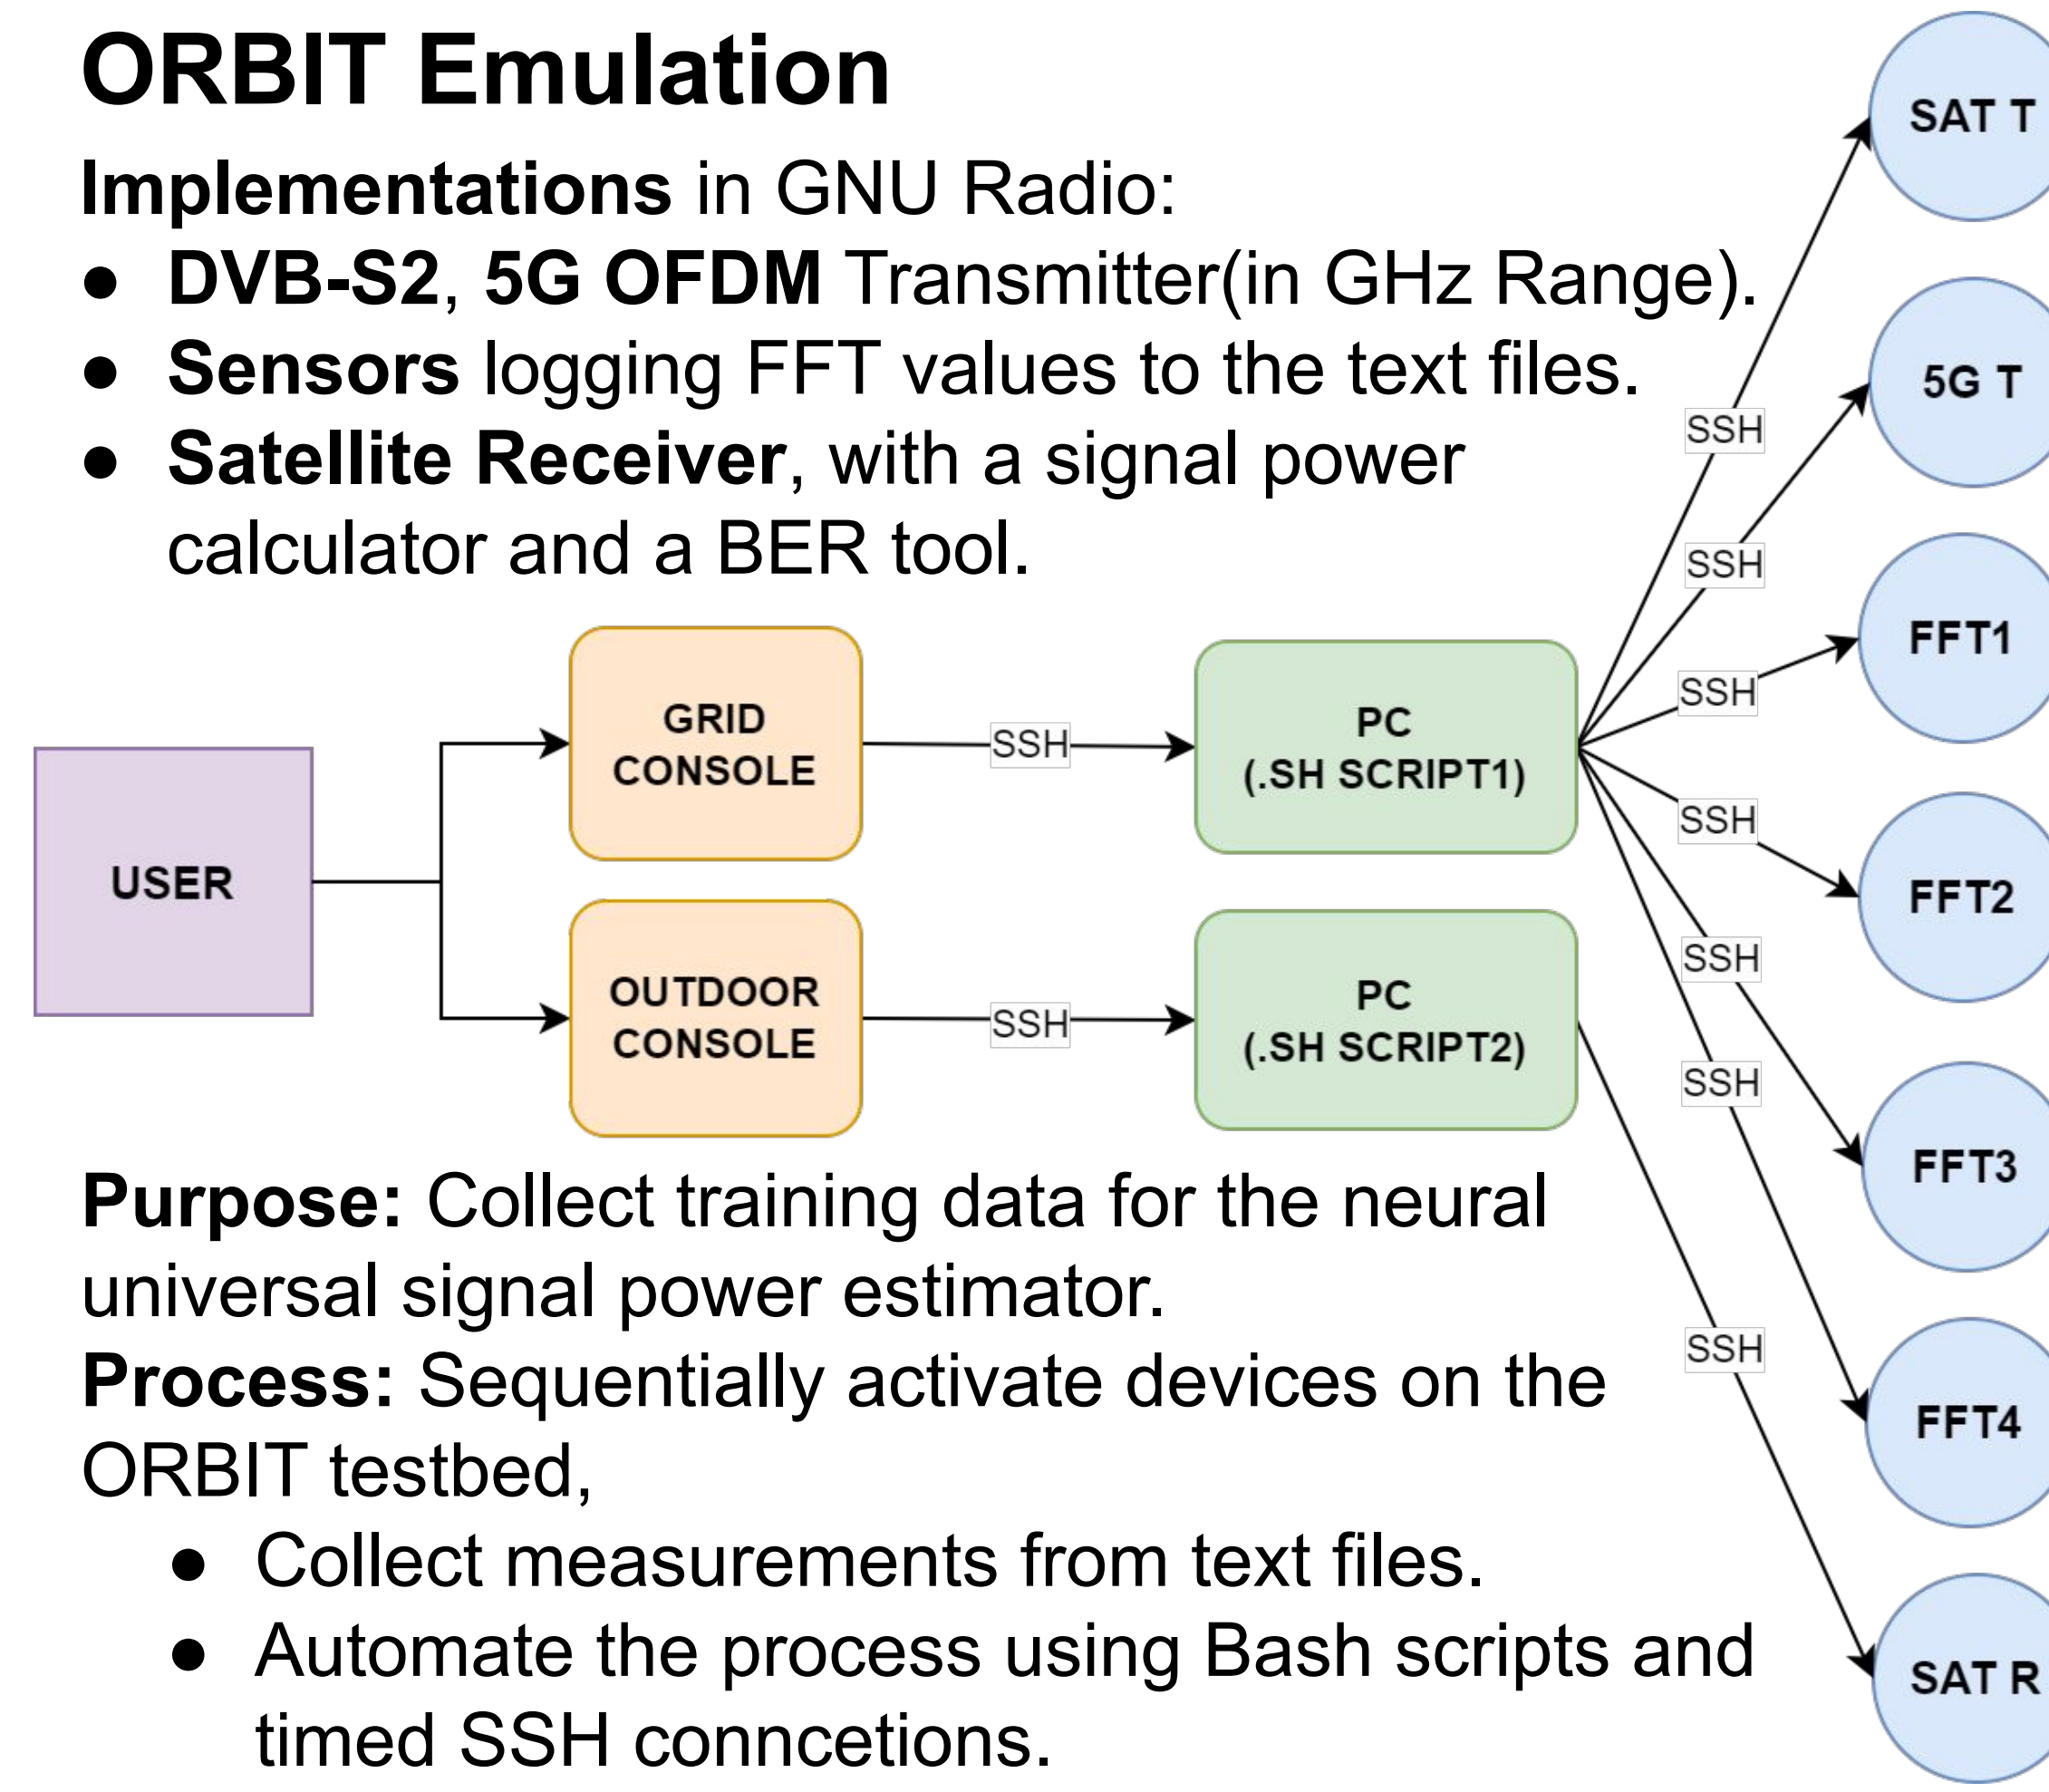 ORBIT Emulation
Implementations in GNU Radio:
● DVB-S2, 5G OFDM Transmitter(in GHz Range).
● Sensors logging FFT values to the text files.
● Satellite Receiver, with a signal power
calculator and a BER tool.
USER
GRID
CONSOLE
OUTDOOR
CONSOLE
SSH
SSH
PC
(.SH SCRIPT1)
PC
(.SH SCRIPT2)
SSH
SSH
SSH
SSH
SSH
SSH
SSH
SAT T
5G T
FFT1
FFT2
FFT3
FFT4
SAT R
Purpose: Collect training data for the neural
universal signal power estimator.
Process: Sequentially activate devices on the
ORBIT testbed,
● Collect measurements from text files.
● Automate the process using Bash scripts and
timed SSH conncetions.